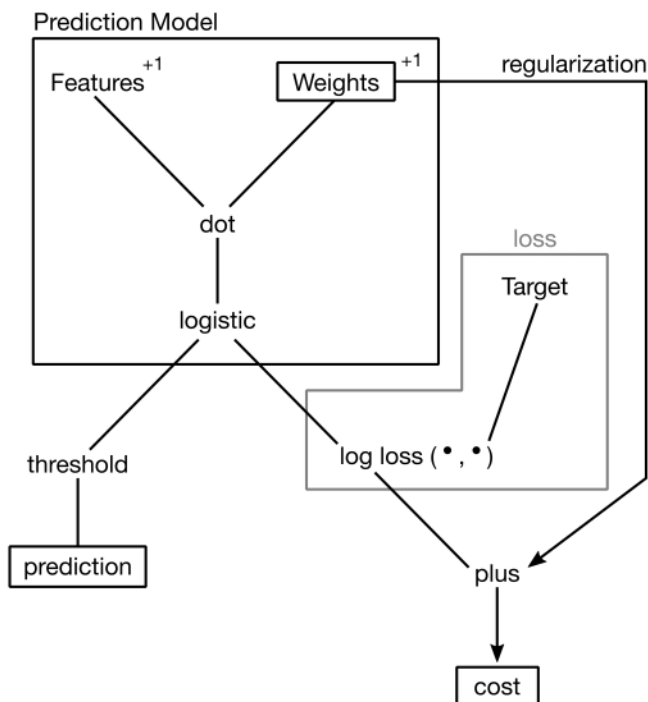 Prediction Model
Features+1
Weights+1
regularization
dot
loss
Target
logistic
log loss (•,•)
threshold
prediction
plus
cost